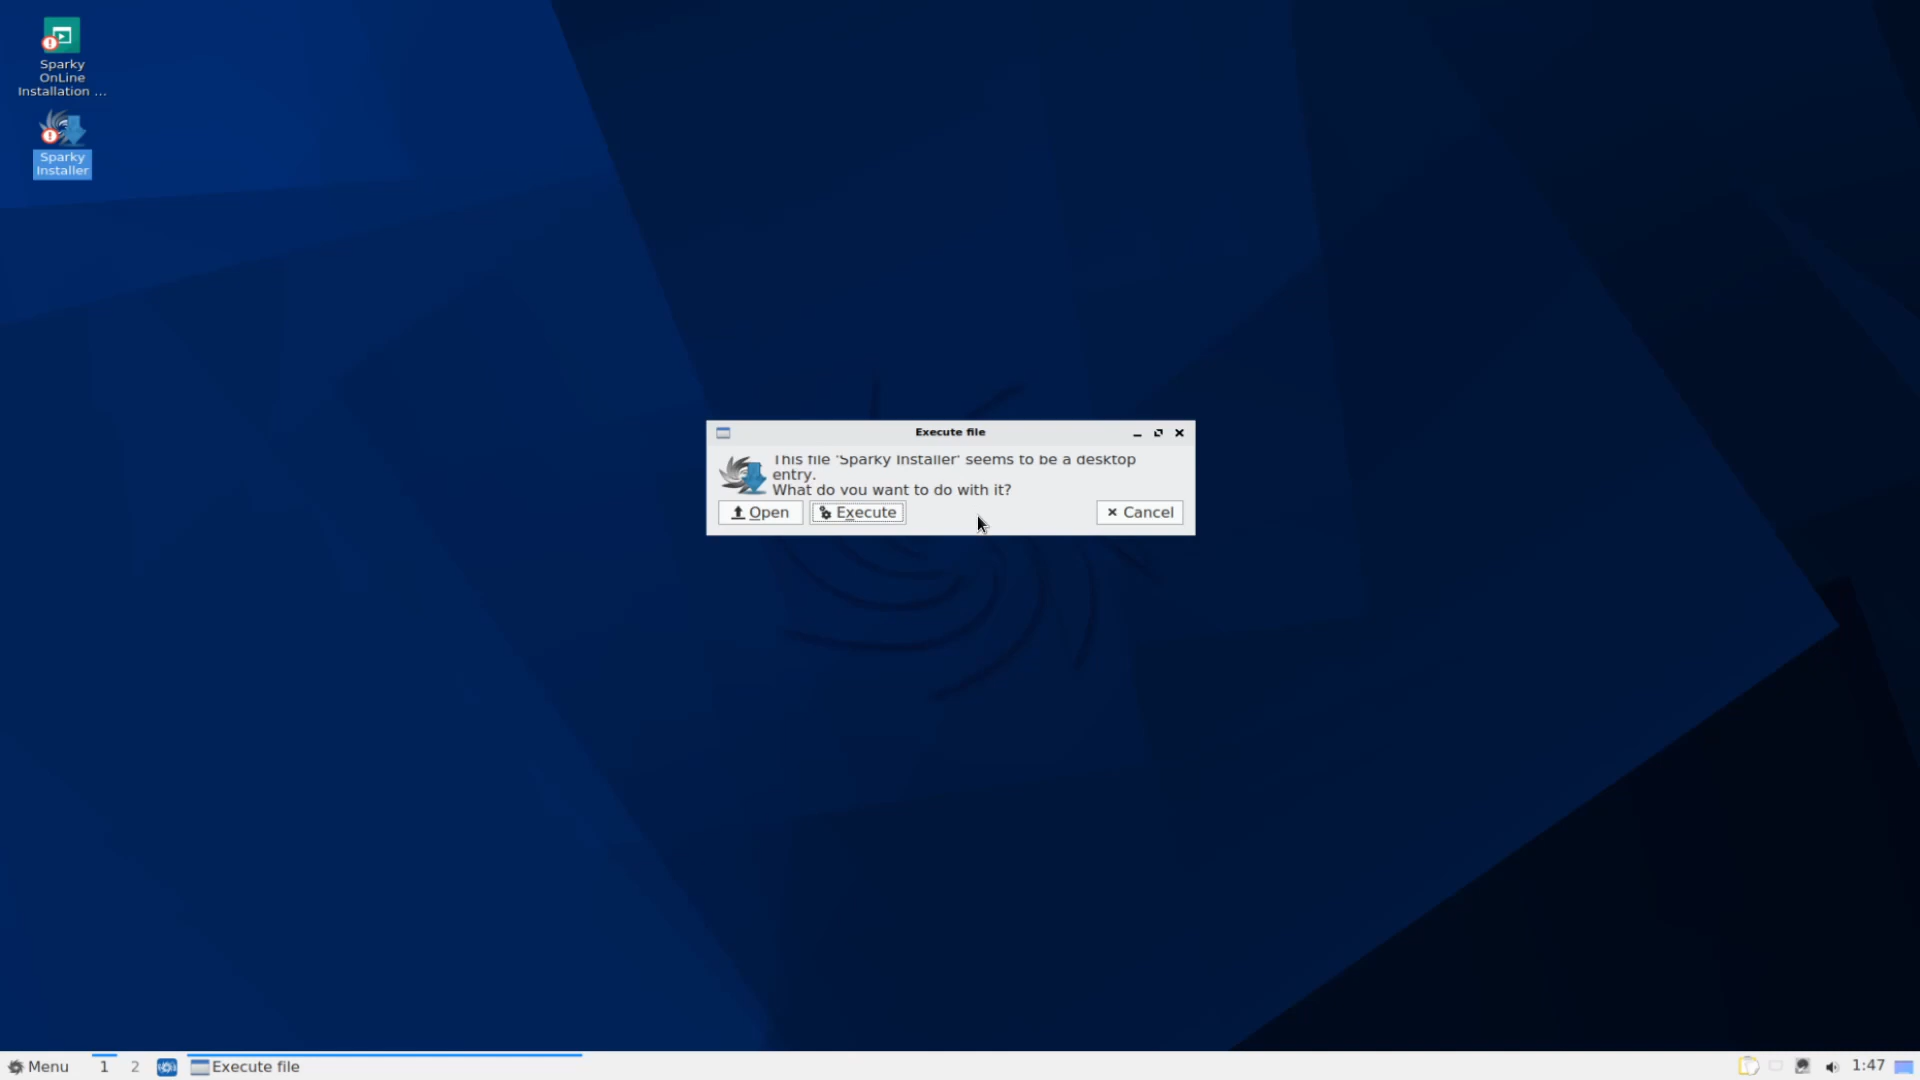 Sparky
OnLine
Installation ...
Sparky
Installer
Execute file
This file 'Sparky Installer' seems to be a desktop
entry.
What do you want to do with it?
Open
Execute
Cancel
Menu
1
2
Execute file
1:47